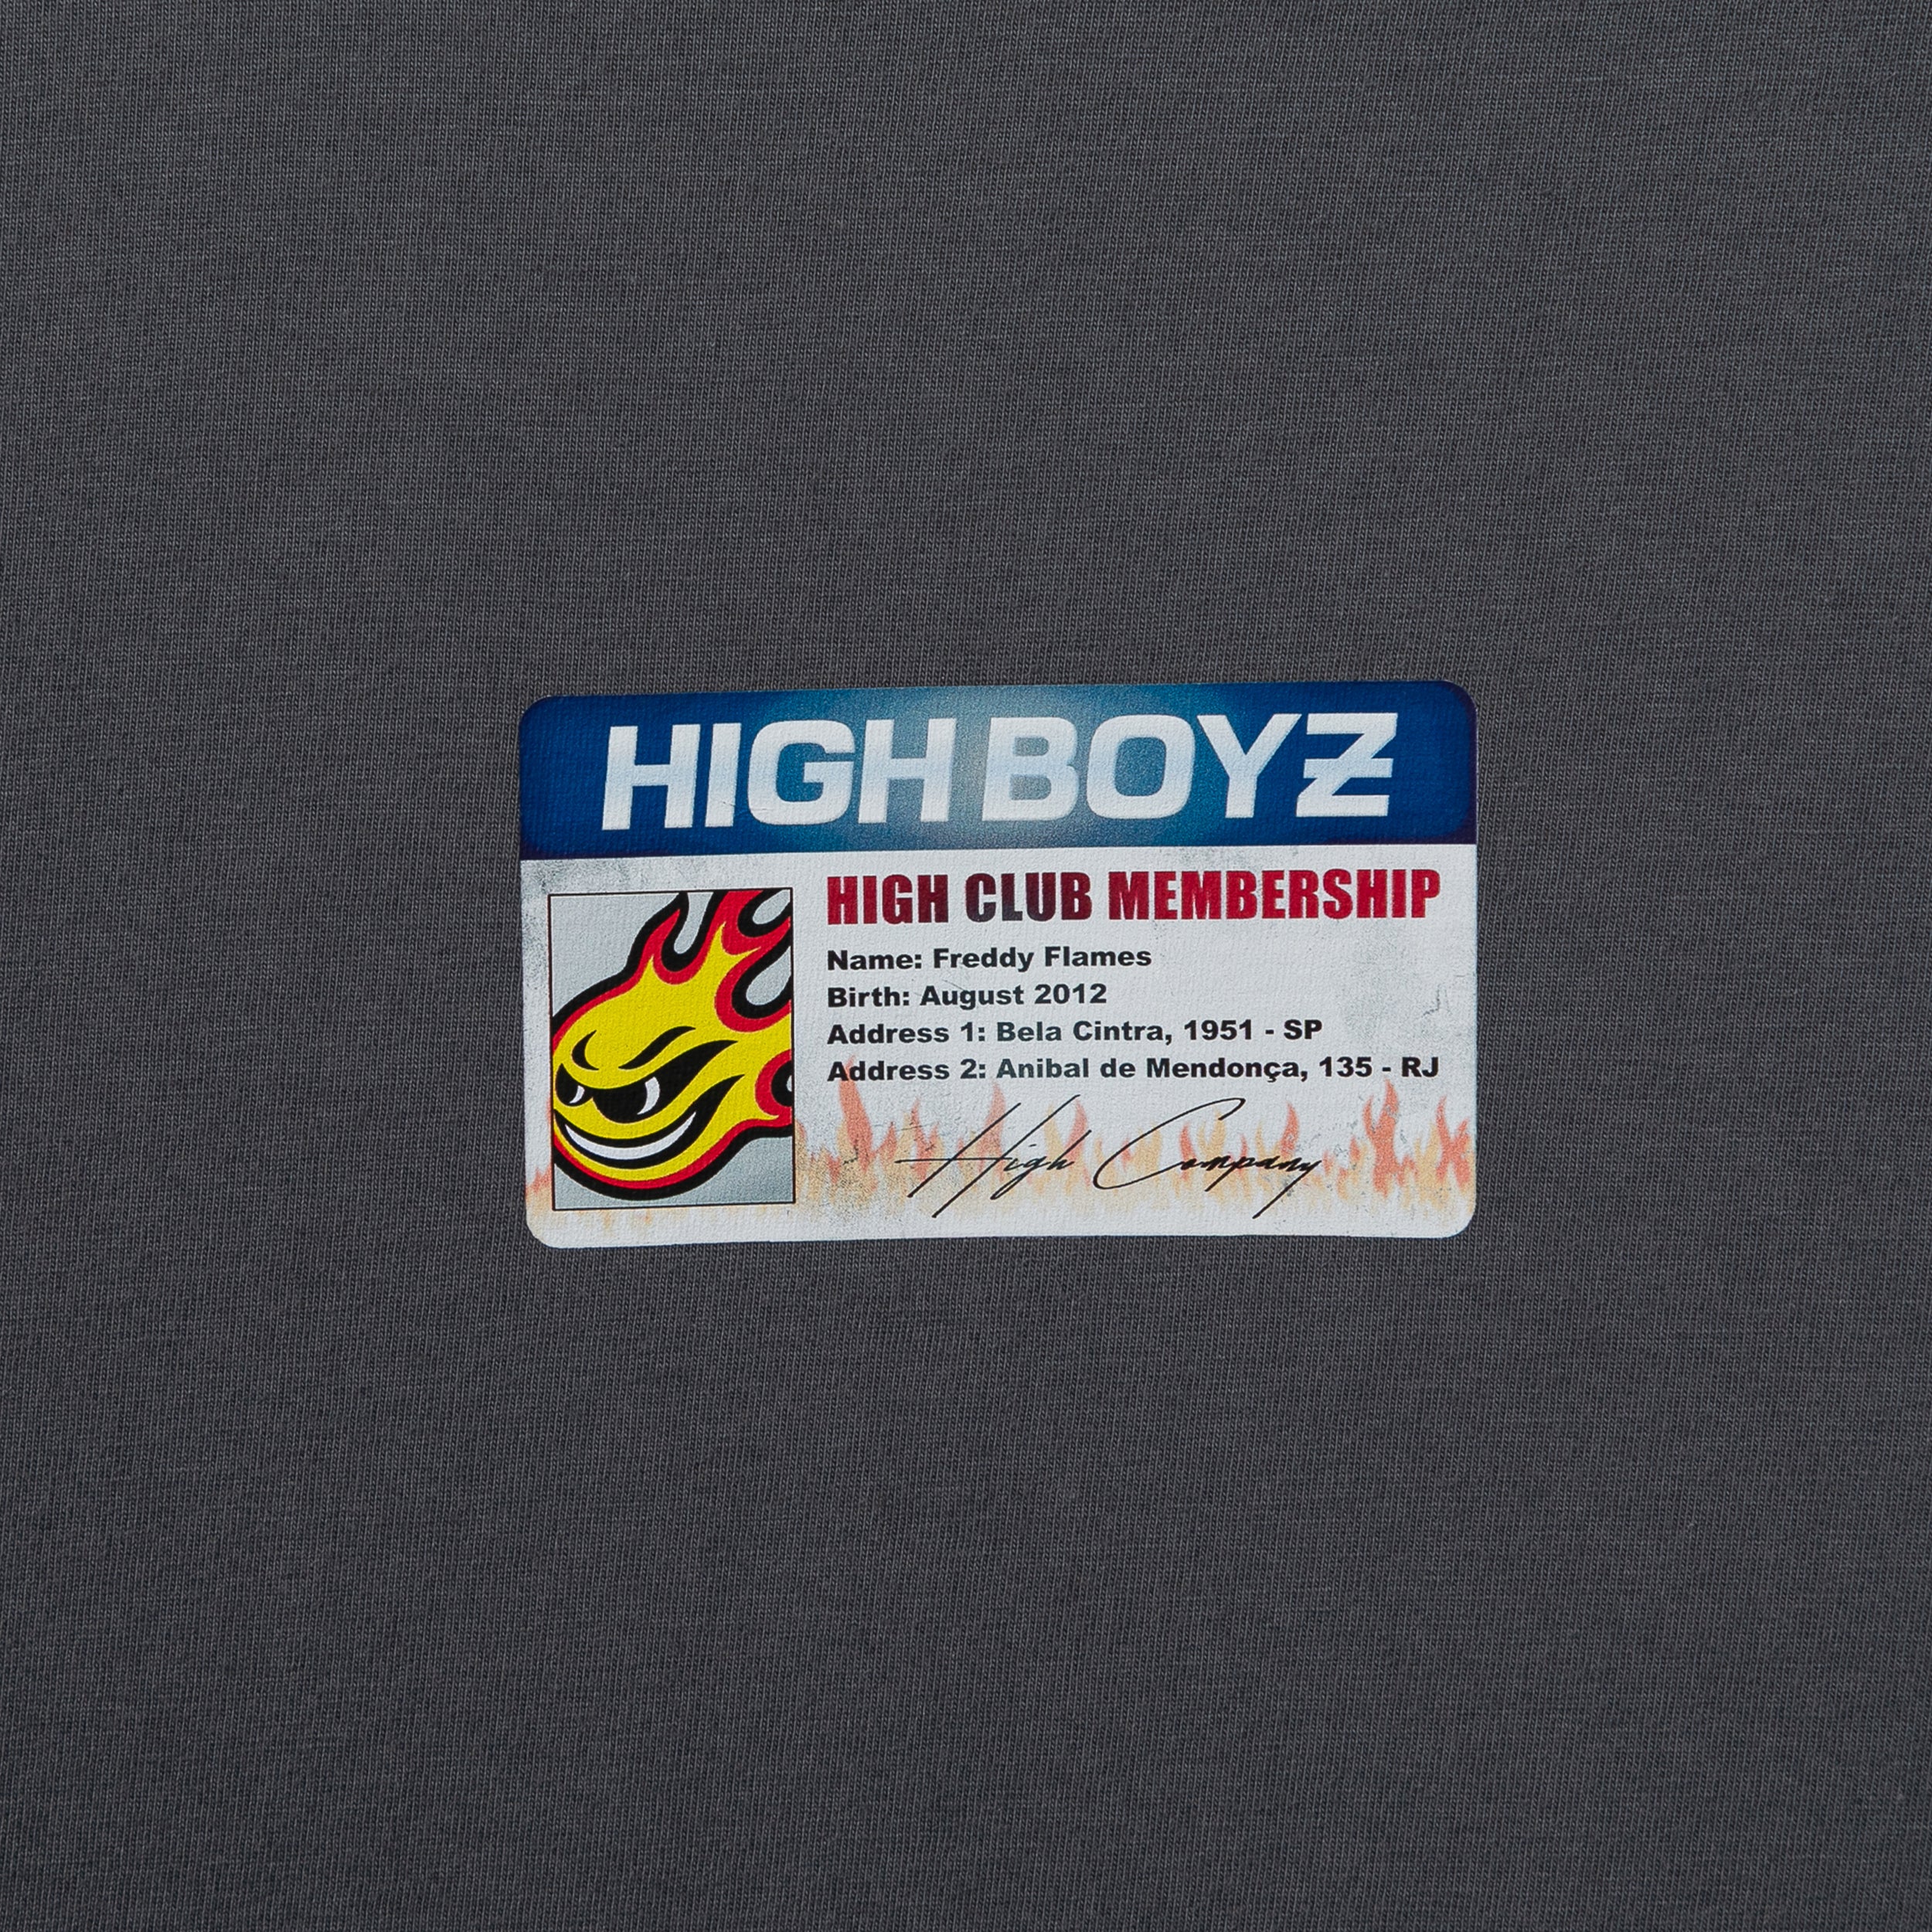 HIGH BOYZ
HIGH CLUB MEMBERSHIP
Name: Freddy Flames
Birth: August 2012
Address 1: Bela Cintra, 1951 - SP
Address 2: Anibal de Mendonça, 135 - RJ
High Company